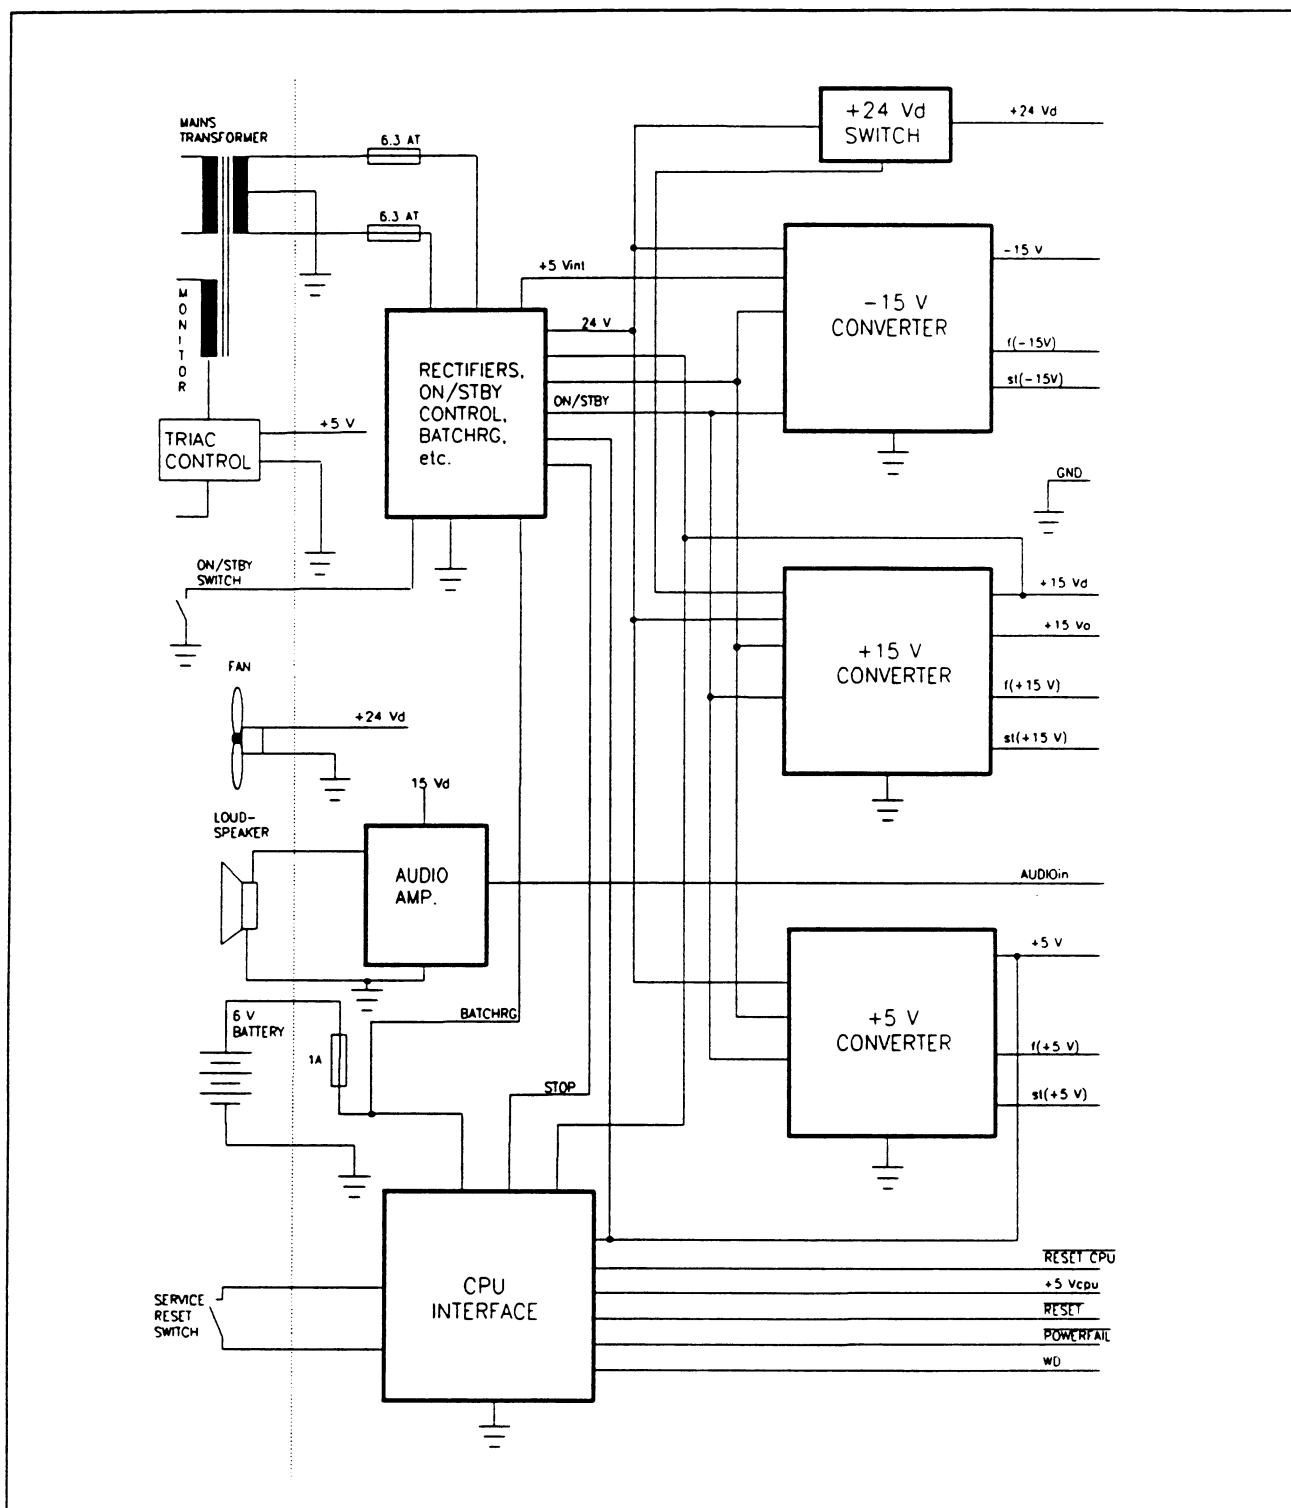 MAINS
TRANSFORMER
6.3 AT
6.3 AT
+24 Vd
SWITCH
+24 Vd
MONITOR
+5 Vint
24 V
-15 V
-15 V
CONVERTER
f(-15V)
st(-15V)
RECTIFIERS,
ON/STBY
CONTROL,
BATCHRG,
etc.
ON/STBY
TRIAC
CONTROL
+5 V
GND
ON/STBY
SWITCH
+15 Vd
+15 Vo
+15 V
CONVERTER
f(+15 V)
st(+15 V)
FAN
+24 Vd
15 Vd
LOUD-
SPEAKER
AUDIO
AMP.
AUDIOin
+5 V
+5 V
CONVERTER
f(+5 V)
st(+5 V)
6 V
BATTERY
1A
BATCHRG
STOP
CPU
INTERFACE
RESET CPU
+5 Vcpu
RESET
POWERFAIL
WD
SERVICE
RESET
SWITCH